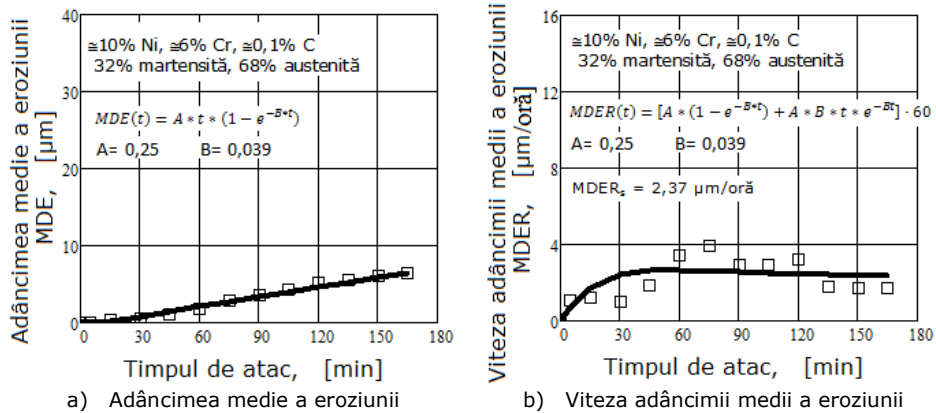 Adâncimea medie a eroziunii
MDE, [µm]
40
30
20
10
0
≅10% Ni, ≅6% Cr, ≅0,1% C
32% martensită, 68% austenită
MDE(t) = A * t * (1 − e^{−B*t})
A= 0,25 B= 0,039
0 30 60 90 120 150 180
Timpul de atac, [min]
a) Adâncimea medie a eroziunii
Viteza adâncimii medii a eroziunii
MDER, [µm/oră]
16
12
8
4
0
≅10% Ni, ≅6% Cr, ≅0,1% C
32% martensită, 68% austenită
MDER(t) = [A * (1 − e^{−B*t}) + A * B * t * e^{−Bt}] · 60
A= 0,25 B= 0,039
MDERₛ = 2,37 µm/oră
0 30 60 90 120 150 180
Timpul de atac, [min]
b) Viteza adâncimii medii a eroziunii